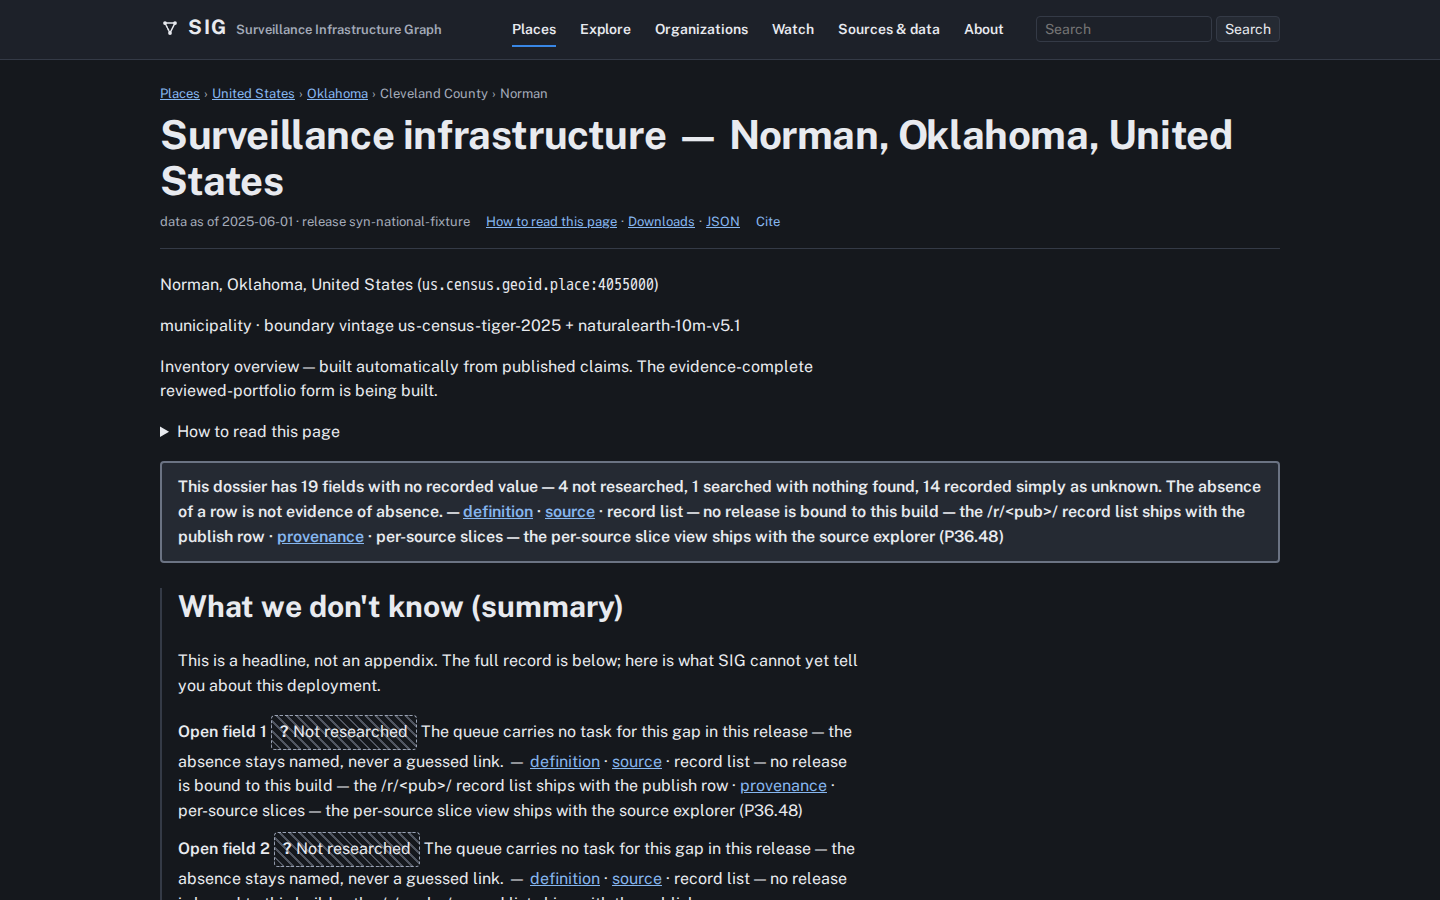 SIG Surveillance Infrastructure Graph Places Explore Organizations Watch Sources & data About Search Search
Places › United States › Oklahoma › Cleveland County › Norman
Surveillance infrastructure — Norman, Oklahoma, United
States
data as of 2025-06-01 · release syn-national-fixture How to read this page · Downloads · JSON Cite
Norman, Oklahoma, United States (us.census.geoid.place:4055000)
municipality · boundary vintage us-census-tiger-2025 + naturalearth-10m-v5.1
Inventory overview — built automatically from published claims. The evidence-complete
reviewed-portfolio form is being built.
▶ How to read this page
This dossier has 19 fields with no recorded value — 4 not researched, 1 searched with nothing found, 14 recorded simply as unknown. The absence
of a row is not evidence of absence. — definition · source · record list — no release is bound to this build — the /r/<pub>/ record list ships with the
publish row · provenance · per-source slices — the per-source slice view ships with the source explorer (P36.48)
What we don't know (summary)
This is a headline, not an appendix. The full record is below; here is what SIG cannot yet tell
you about this deployment.
Open field 1 ? Not researched The queue carries no task for this gap in this release — the
absence stays named, never a guessed link. — definition · source · record list — no release
is bound to this build — the /r/<pub>/ record list ships with the publish row · provenance ·
per-source slices — the per-source slice view ships with the source explorer (P36.48)
Open field 2 ? Not researched The queue carries no task for this gap in this release — the
absence stays named, never a guessed link. — definition · source · record list — no release